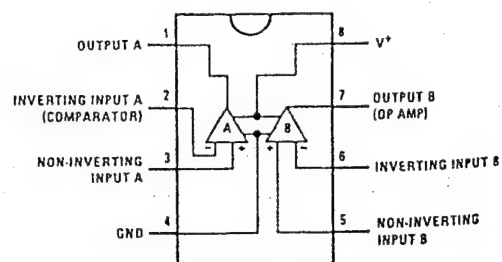 1
OUTPUT A
8
V+
2
INVERTING INPUT A
(COMPARATOR)
7
OUTPUT B
(OP AMP)
A
B
- +
+ -
3
NON-INVERTING
INPUT A
6
INVERTING INPUT B
4
GND
5
NON-INVERTING
INPUT B